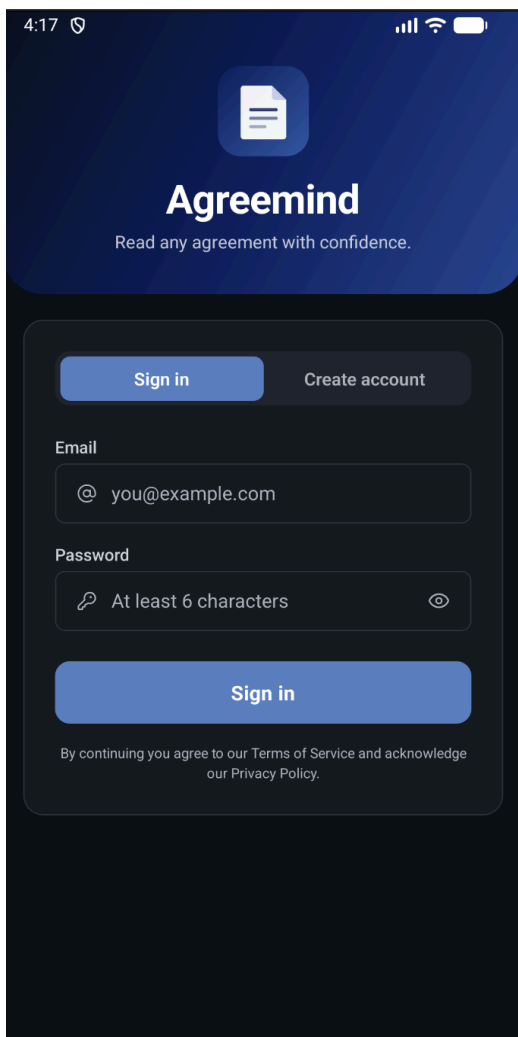 4:17
Agreemind
Read any agreement with confidence.
Sign in
Create account
Email
@ you@example.com
Password
At least 6 characters
Sign in
By continuing you agree to our Terms of Service and acknowledge
our Privacy Policy.